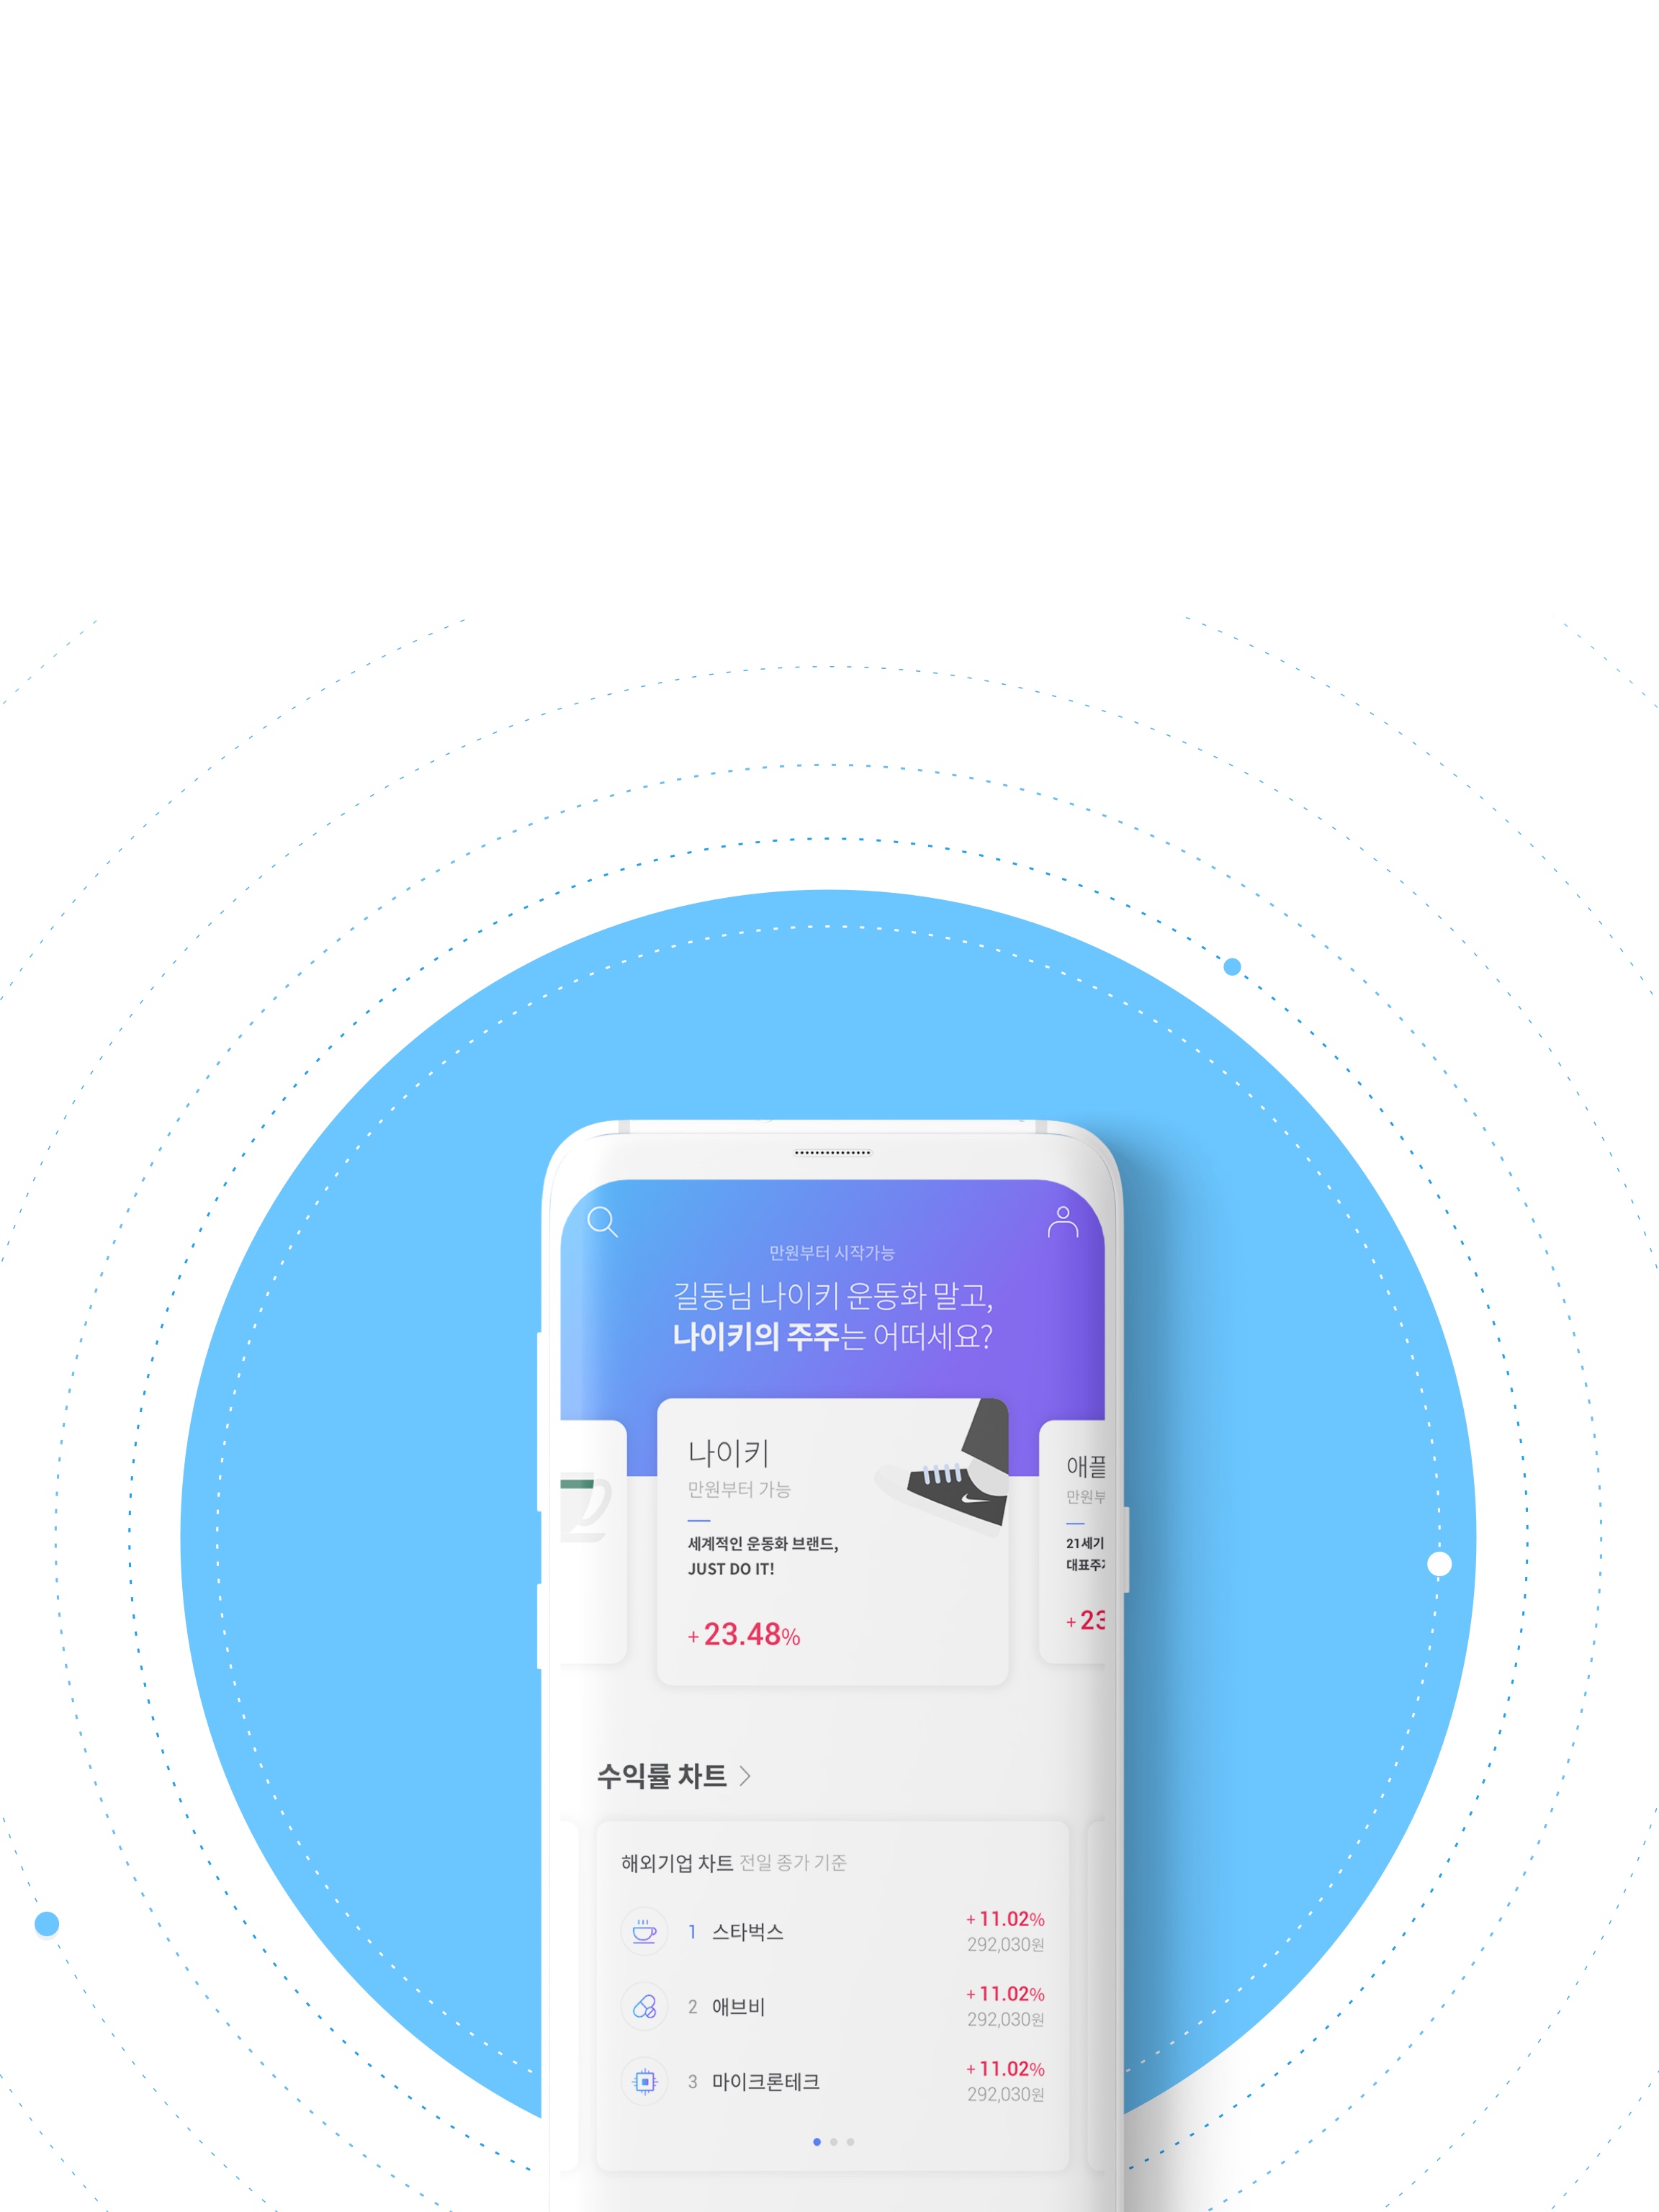 만원부터 시작가능
길동님 나이키 운동화 말고,
나이키의 주주는 어떠세요?
나이키
만원부터 가능
세계적인 운동화 브랜드,
JUST DO IT!
+ 23.48%
애플
만원부
21세기
대표주
+ 23
수익률 차트
해외기업 차트 전일 종가 기준
1 스타벅스 + 11.02%
292,030원
2 애브비 + 11.02%
292,030원
3 마이크론테크 + 11.02%
292,030원